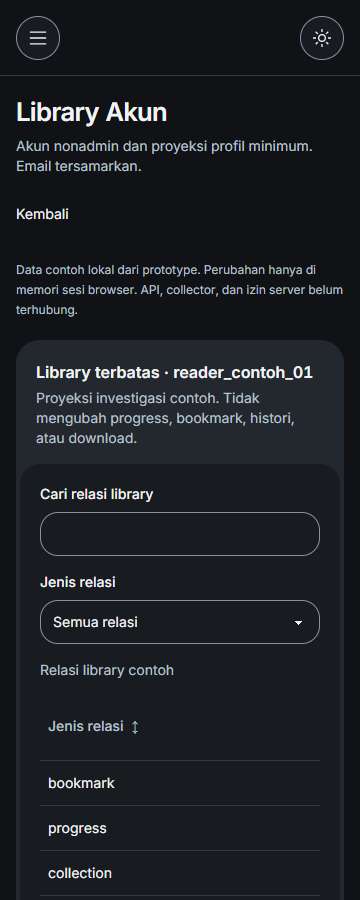 Library Akun
Akun nonadmin dan proyeksi profil minimum.
Email tersamarkan.
Kembali
Data contoh lokal dari prototype. Perubahan hanya di
memori sesi browser. API, collector, dan izin server belum
terhubung.
Library terbatas · reader_contoh_01
Proyeksi investigasi contoh. Tidak
mengubah progress, bookmark, histori,
atau download.
Cari relasi library
Jenis relasi
Semua relasi
Relasi library contoh
Jenis relasi ↕
bookmark
progress
collection